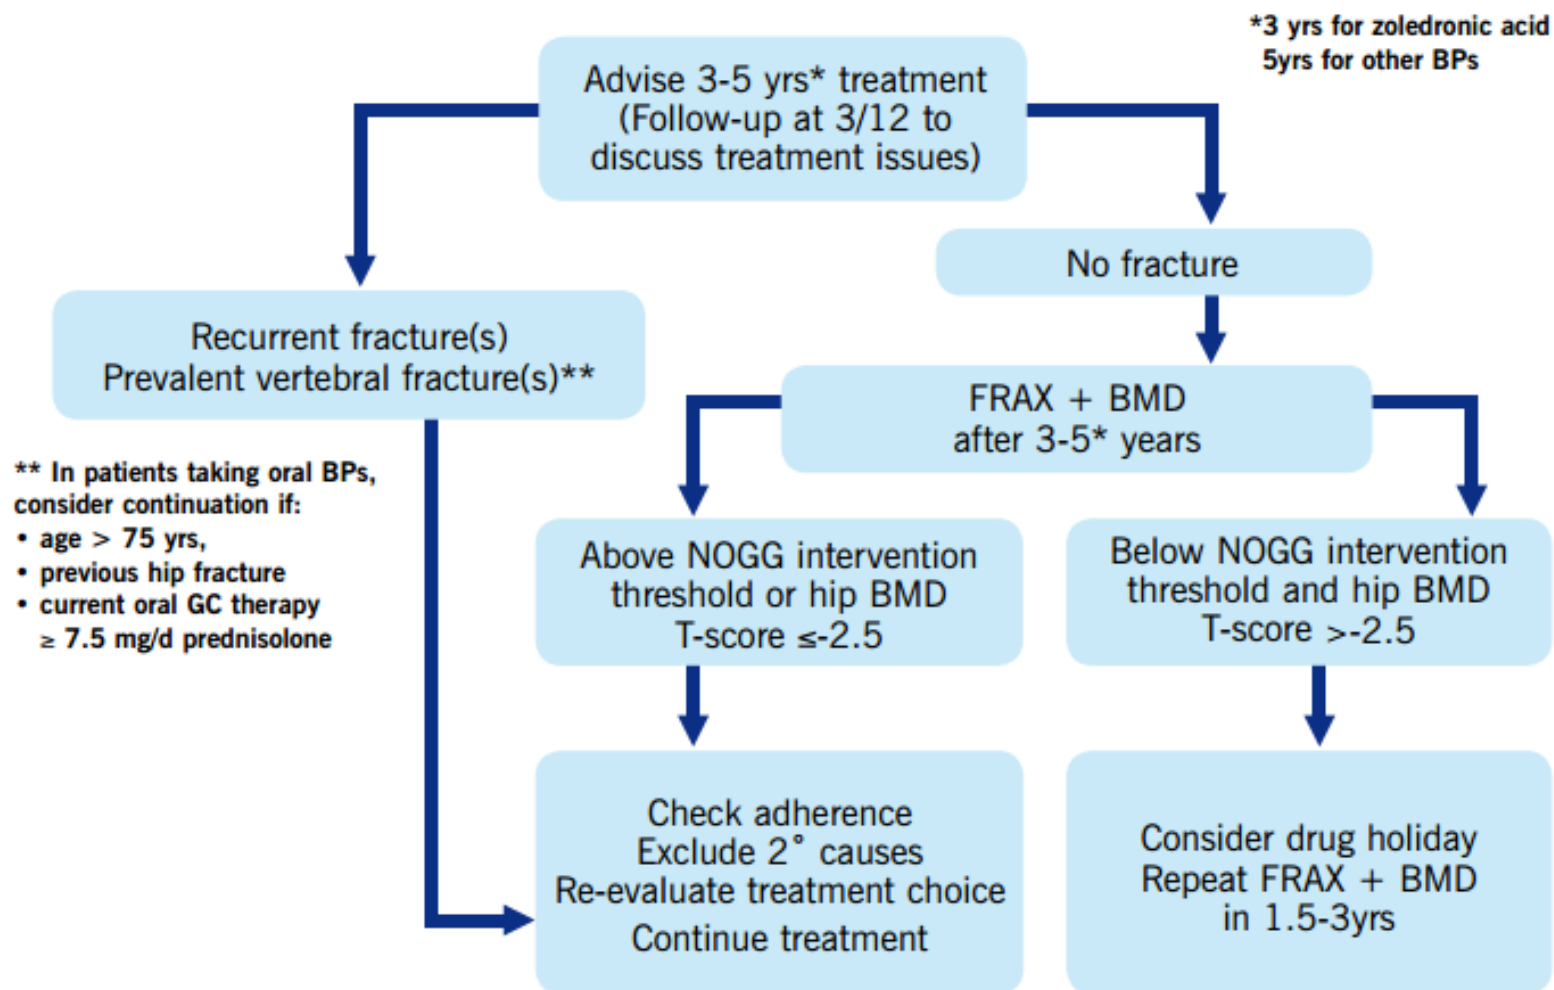 *3 yrs for zoledronic acid
5yrs for other BPs
Advise 3-5 yrs* treatment
(Follow-up at 3/12 to
discuss treatment issues)
No fracture
Recurrent fracture(s)
Prevalent vertebral fracture(s)**
FRAX + BMD
after 3-5* years
** In patients taking oral BPs,
consider continuation if:
• age > 75 yrs,
• previous hip fracture
• current oral GC therapy
≥ 7.5 mg/d prednisolone
Above NOGG intervention
threshold or hip BMD
T-score ≤-2.5
Below NOGG intervention
threshold and hip BMD
T-score >-2.5
Check adherence
Exclude 2° causes
Re-evaluate treatment choice
Continue treatment
Consider drug holiday
Repeat FRAX + BMD
in 1.5-3yrs